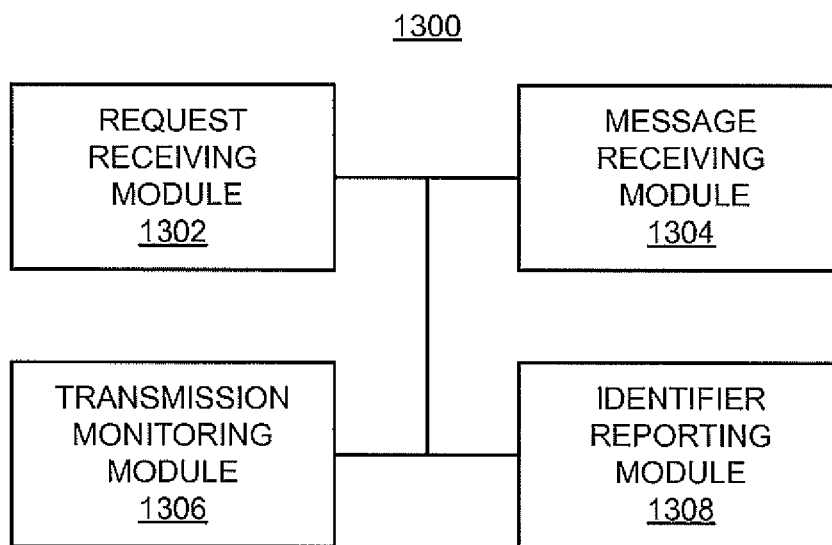 1300
REQUEST
RECEIVING
MODULE
1302
MESSAGE
RECEIVING
MODULE
1304
TRANSMISSION
MONITORING
MODULE
1306
IDENTIFIER
REPORTING
MODULE
1308